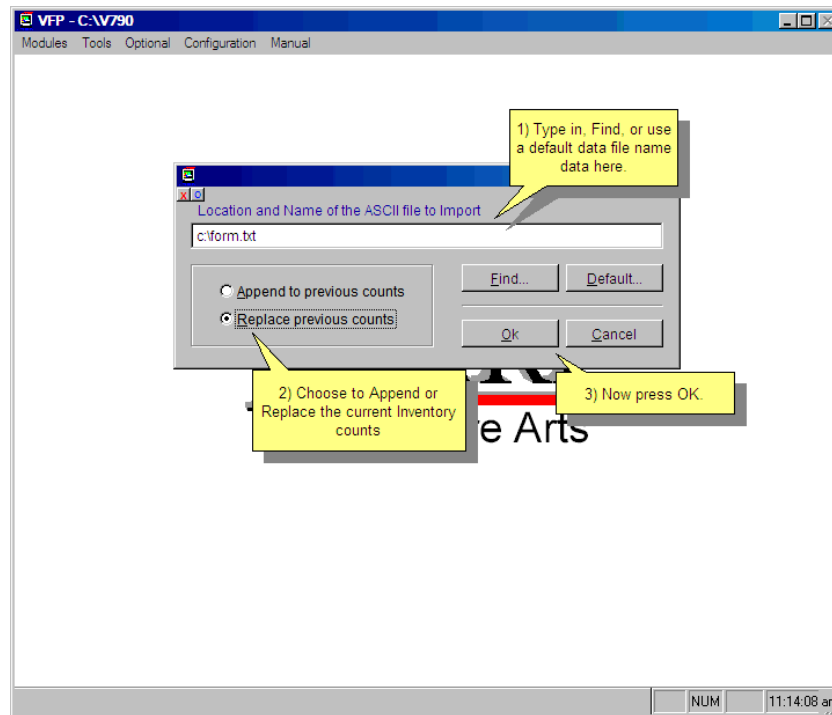 VFP - C:\V790
Modules Tools Optional Configuration Manual
1) Type in, Find, or use
a default data file name
data here.
x o
Location and Name of the ASCII file to Import
c:\form.txt
Append to previous counts
Replace previous counts
Find...
Default...
Ok
Cancel
2) Choose to Append or
Replace the current Inventory
counts
3) Now press OK.
Arts
NUM
11:14:08